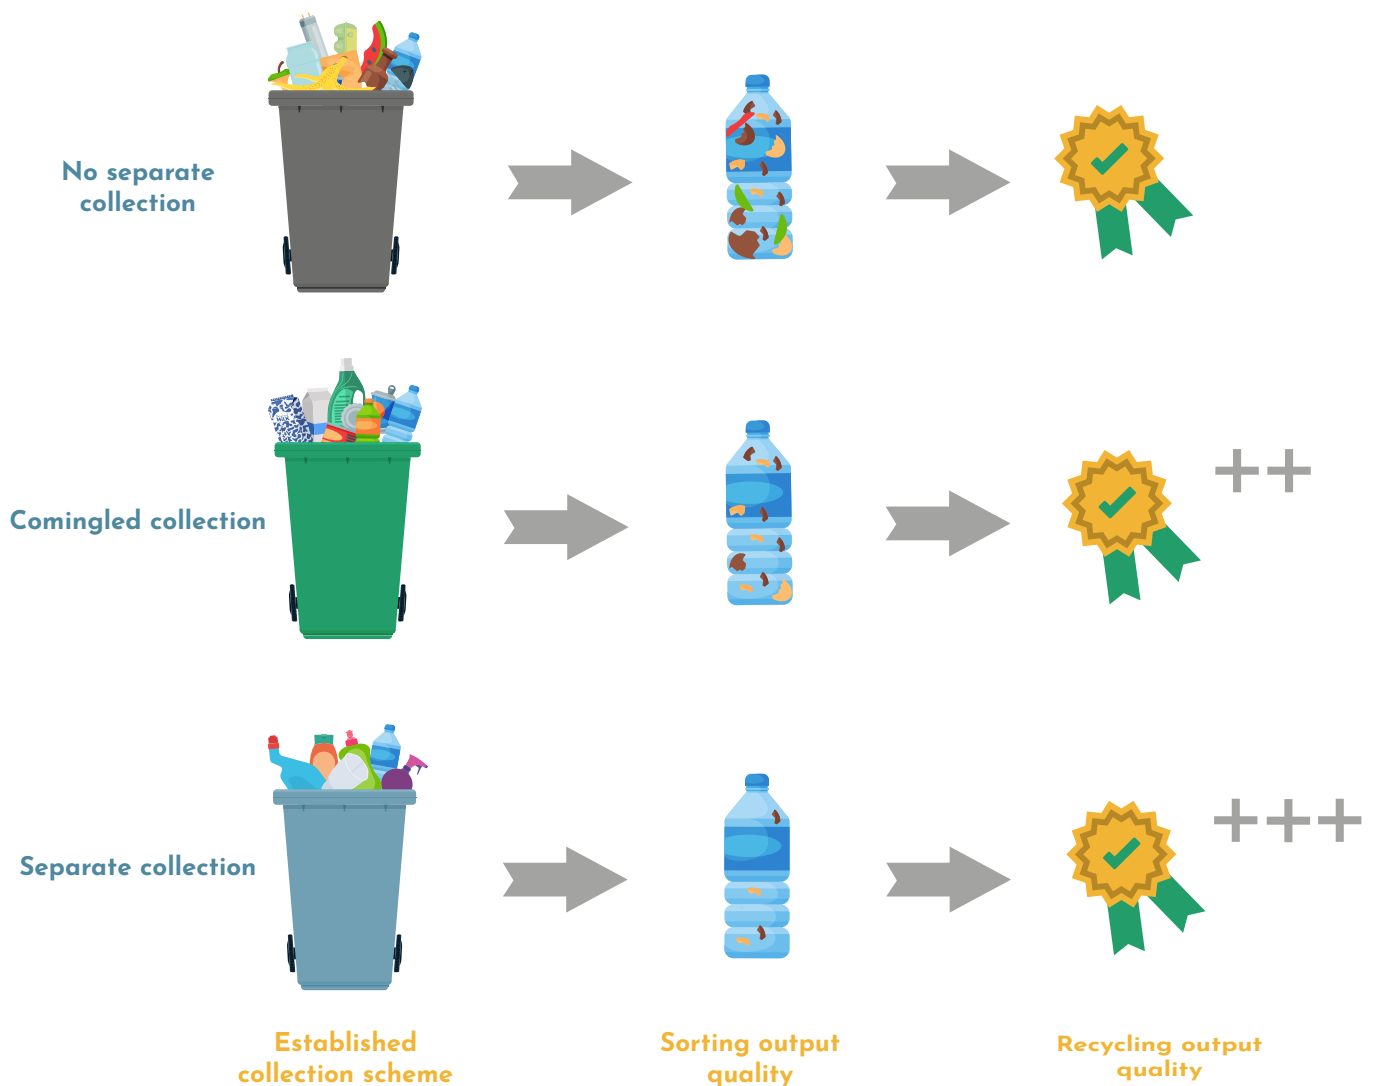 No separate
collection
Comingled collection
Separate collection
Established
collection scheme
Sorting output
quality
Recycling output
quality